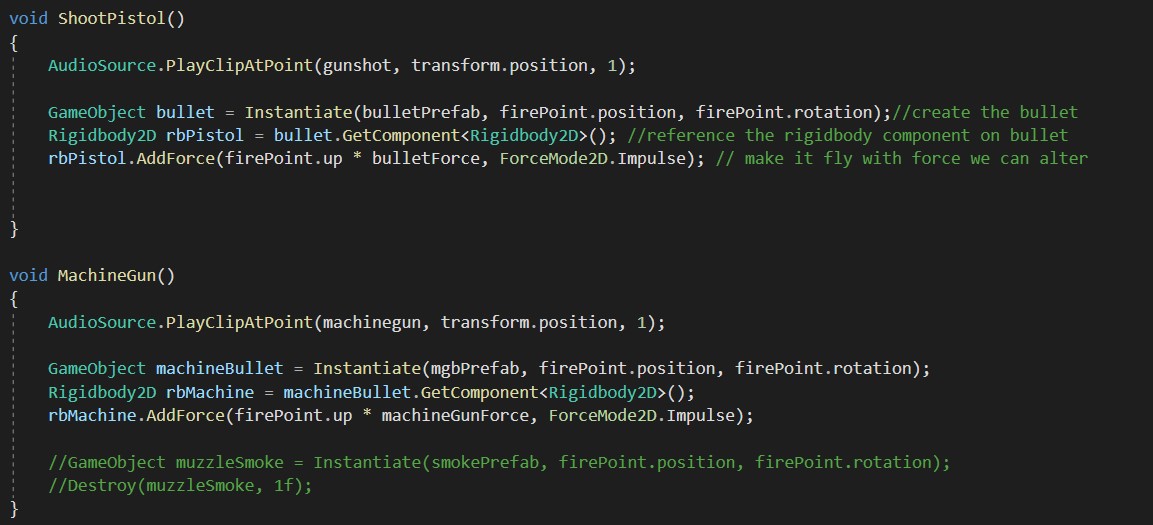 void ShootPistol()
{
AudioSource.PlayClipAtPoint(gunshot, transform.position, 1);
GameObject bullet = Instantiate(bulletPrefab, firePoint.position, firePoint.rotation);//create the bullet
Rigidbody2D rbPistol = bullet.GetComponent<Rigidbody2D>(); //reference the rigidbody component on bullet
rbPistol.AddForce(firePoint.up * bulletForce, ForceMode2D.Impulse); // make it fly with force we can alter
}
void MachineGun()
{
AudioSource.PlayClipAtPoint(machinegun, transform.position, 1);
GameObject machineBullet = Instantiate(mgbPrefab, firePoint.position, firePoint.rotation);
Rigidbody2D rbMachine = machineBullet.GetComponent<Rigidbody2D>();
rbMachine.AddForce(firePoint.up * machineGunForce, ForceMode2D.Impulse);
//GameObject muzzleSmoke = Instantiate(smokePrefab, firePoint.position, firePoint.rotation);
//Destroy(muzzleSmoke, 1f);
}